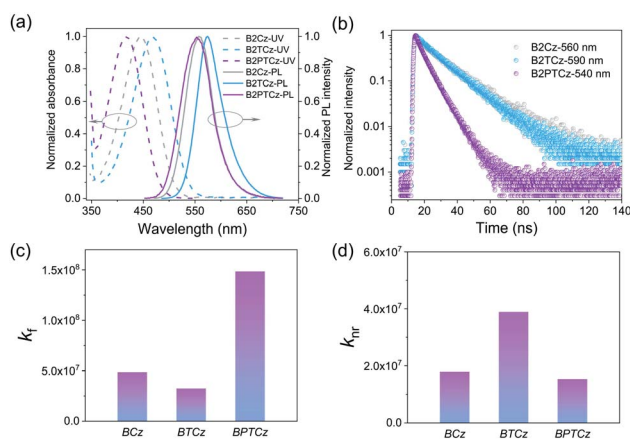 (a)
B2Cz-UV
B2TCz-UV
B2PTCz-UV
B2Cz-PL
B2TCz-PL
B2PTCz-PL
Normalized absorbance
Normalized PL intensity
1.0
0.8
0.6
0.4
0.2
0.0
1.0
0.8
0.6
0.4
0.2
0.0
350 450 550 650 750
Wavelength (nm)
(b)
B2Cz-560 nm
B2TCz-590 nm
B2PTCz-540 nm
Normalized intensity
1
0.1
0.01
0.001
0 20 40 60 80 100 120 140
Time (ns)
(c)
kf
1.5x10^8
1.0x10^8
5.0x10^7
0.0
BCz BTCz BPTCz
(d)
knr
6.0x10^7
4.0x10^7
2.0x10^7
0.0
BCz BTCz BPTCz